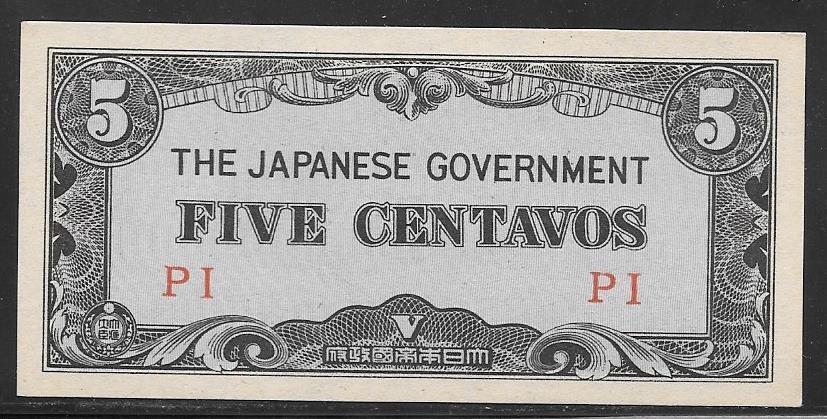 5 5
THE JAPANESE GOVERNMENT
FIVE CENTAVOS
PI PI
V
府政國帝本日大